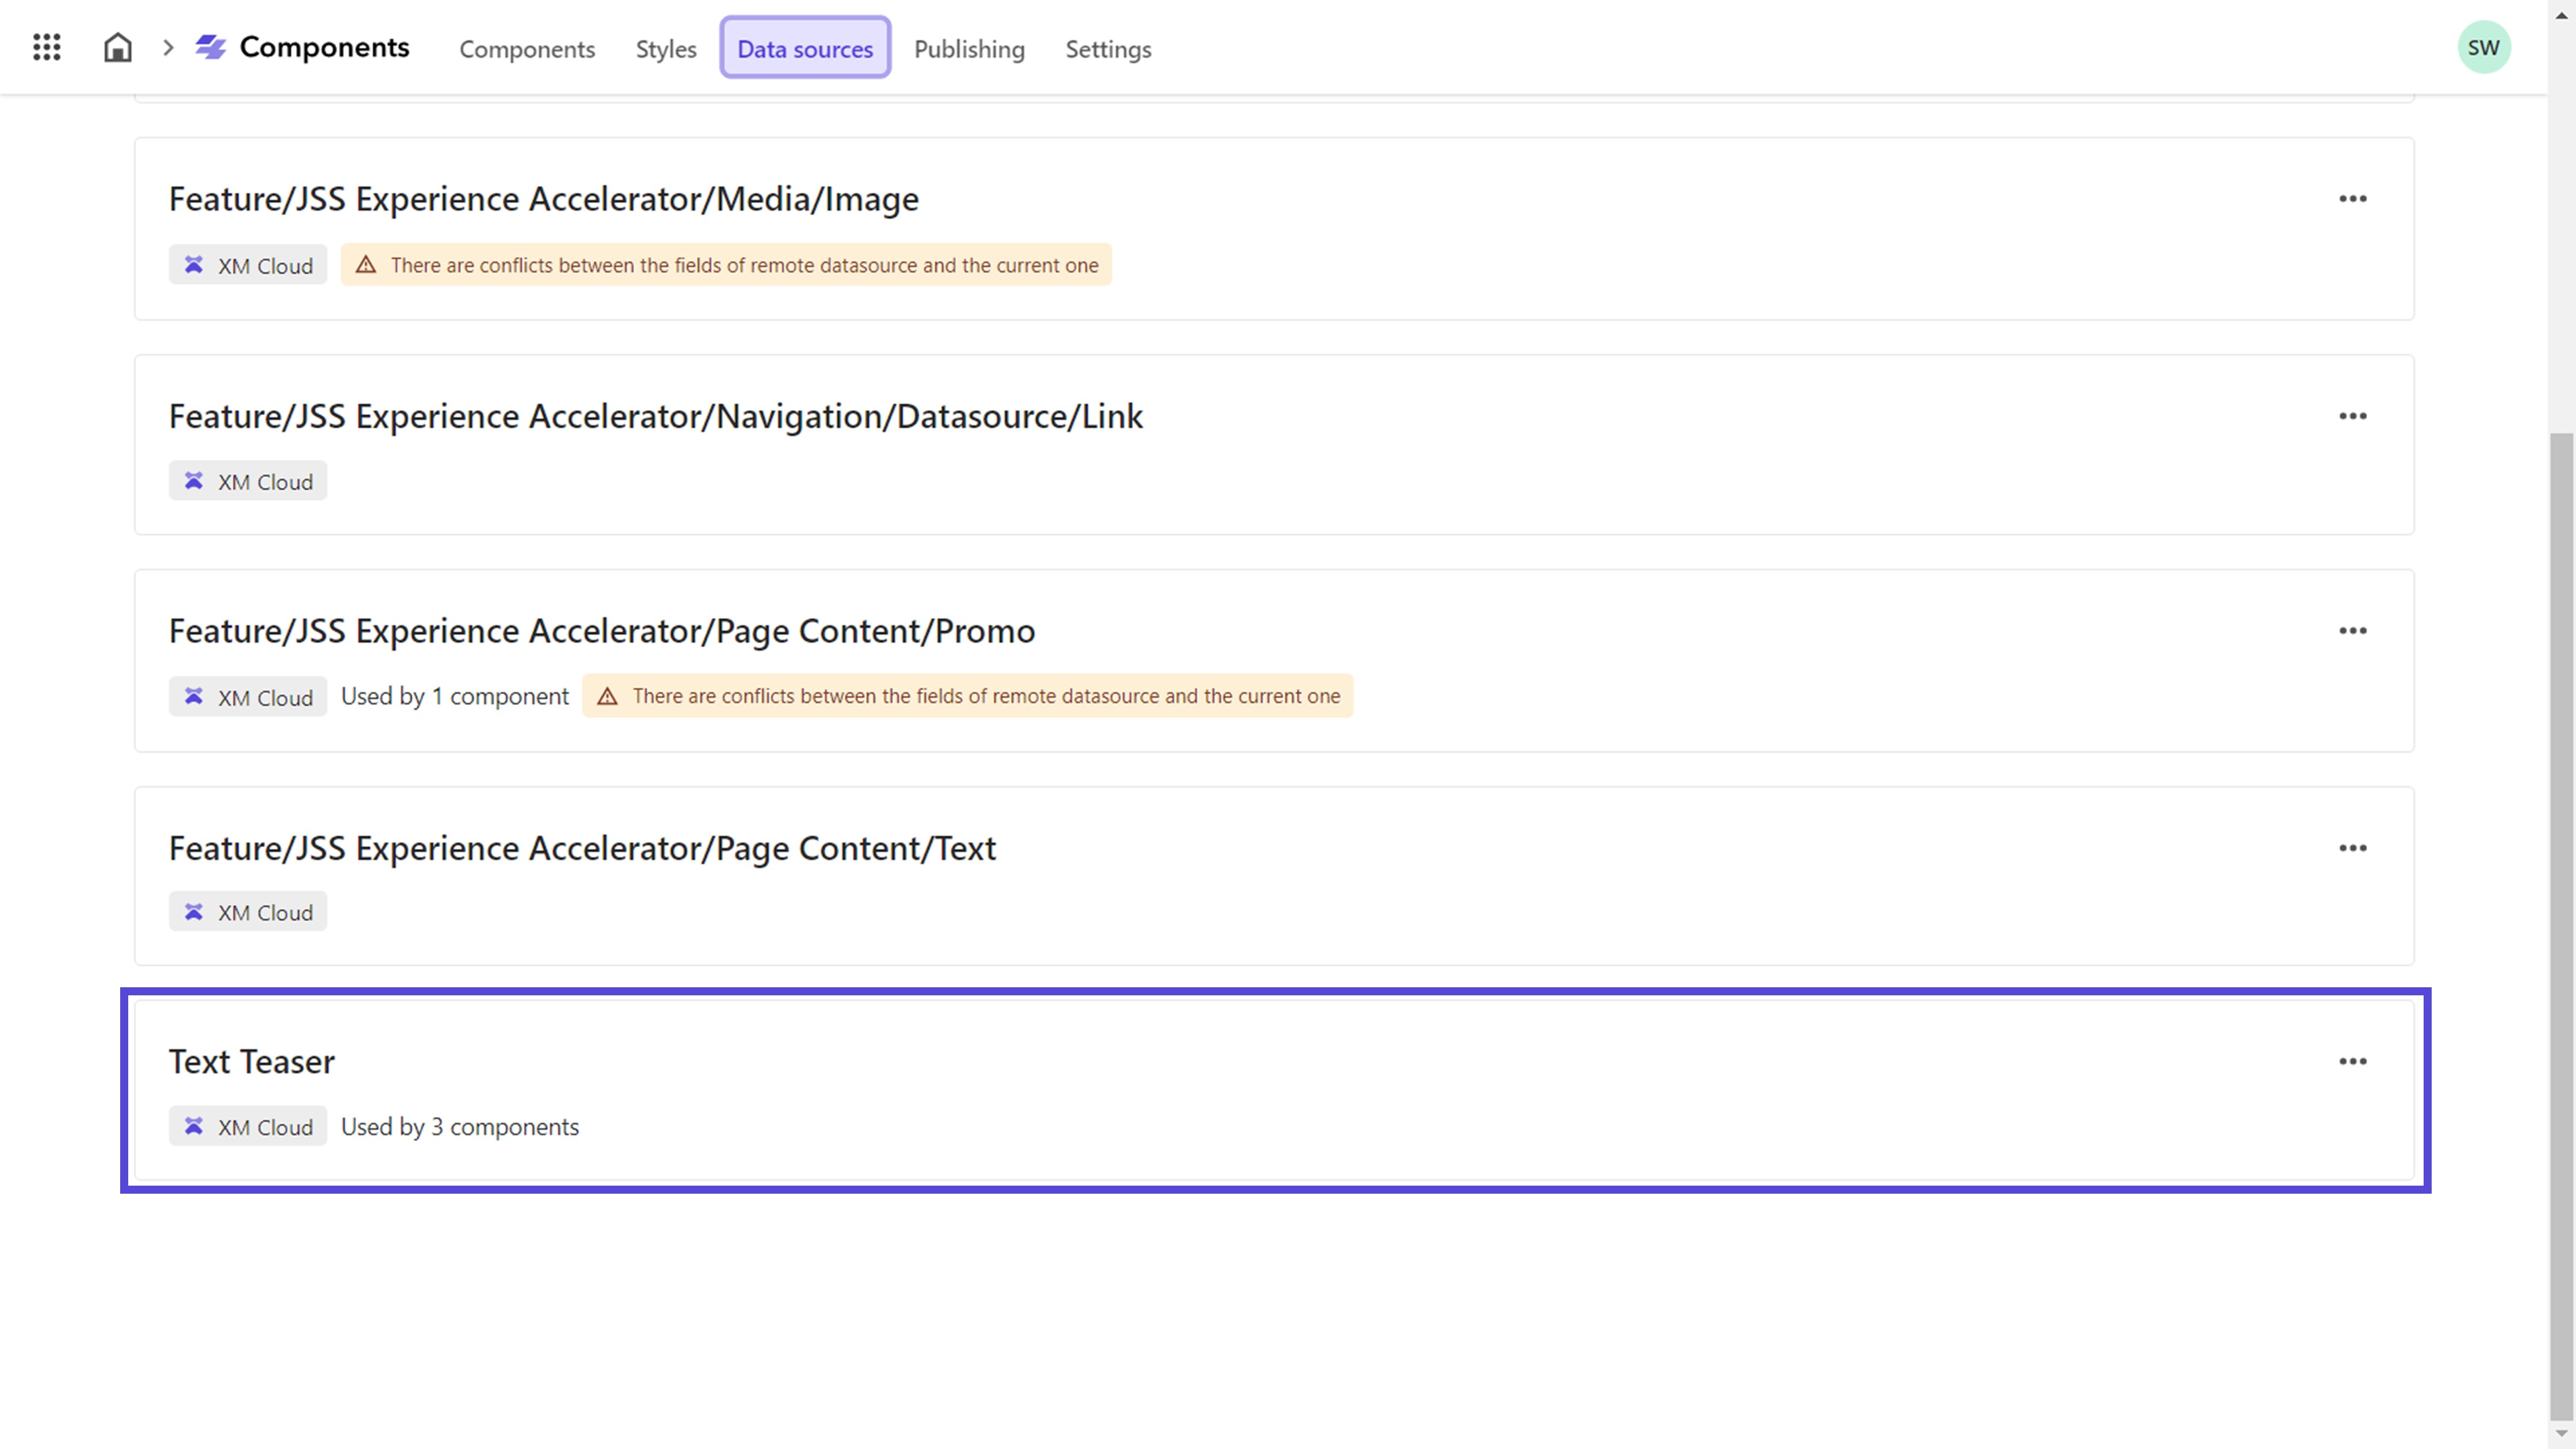 Components Components Styles Data sources Publishing Settings SW
Feature/JSS Experience Accelerator/Media/Image
XM Cloud There are conflicts between the fields of remote datasource and the current one
Feature/JSS Experience Accelerator/Navigation/Datasource/Link
XM Cloud
Feature/JSS Experience Accelerator/Page Content/Promo
XM Cloud Used by 1 component There are conflicts between the fields of remote datasource and the current one
Feature/JSS Experience Accelerator/Page Content/Text
XM Cloud
Text Teaser
XM Cloud Used by 3 components